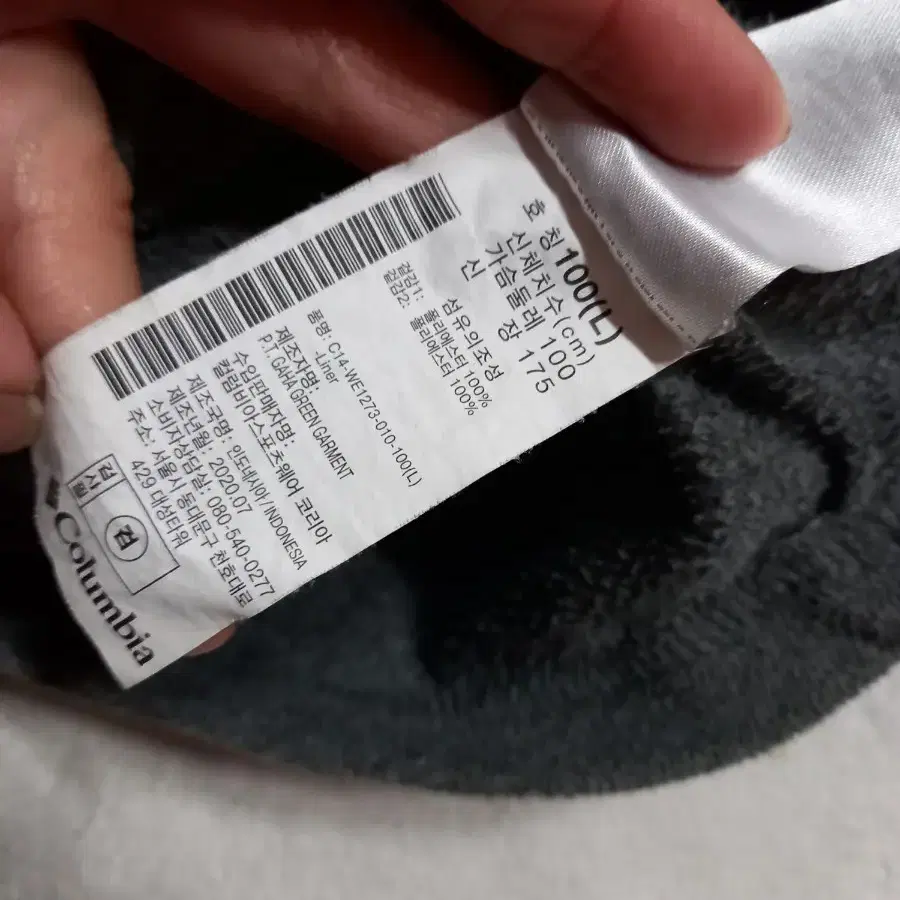 호 칭 100(L)
신체치수(cm)
가슴둘레 100
신 장 175
섬유의조성
겉감1: 폴리에스터 100%
겉감2: 폴리에스터 100%
품명: C14-WE1273-010-100(L)
-Liner
제조자명:
P.T. GAHA GREEN GARMENT
수입판매자명:
컬럼비아스포츠웨어 코리아
제조국명: 인도네시아 / INDONESIA
제조년월: 2020.07
소비자상담실: 080-540-0277
주소: 서울시 동대문구 천호대로
429 대성타워
검사필
검
Columbia